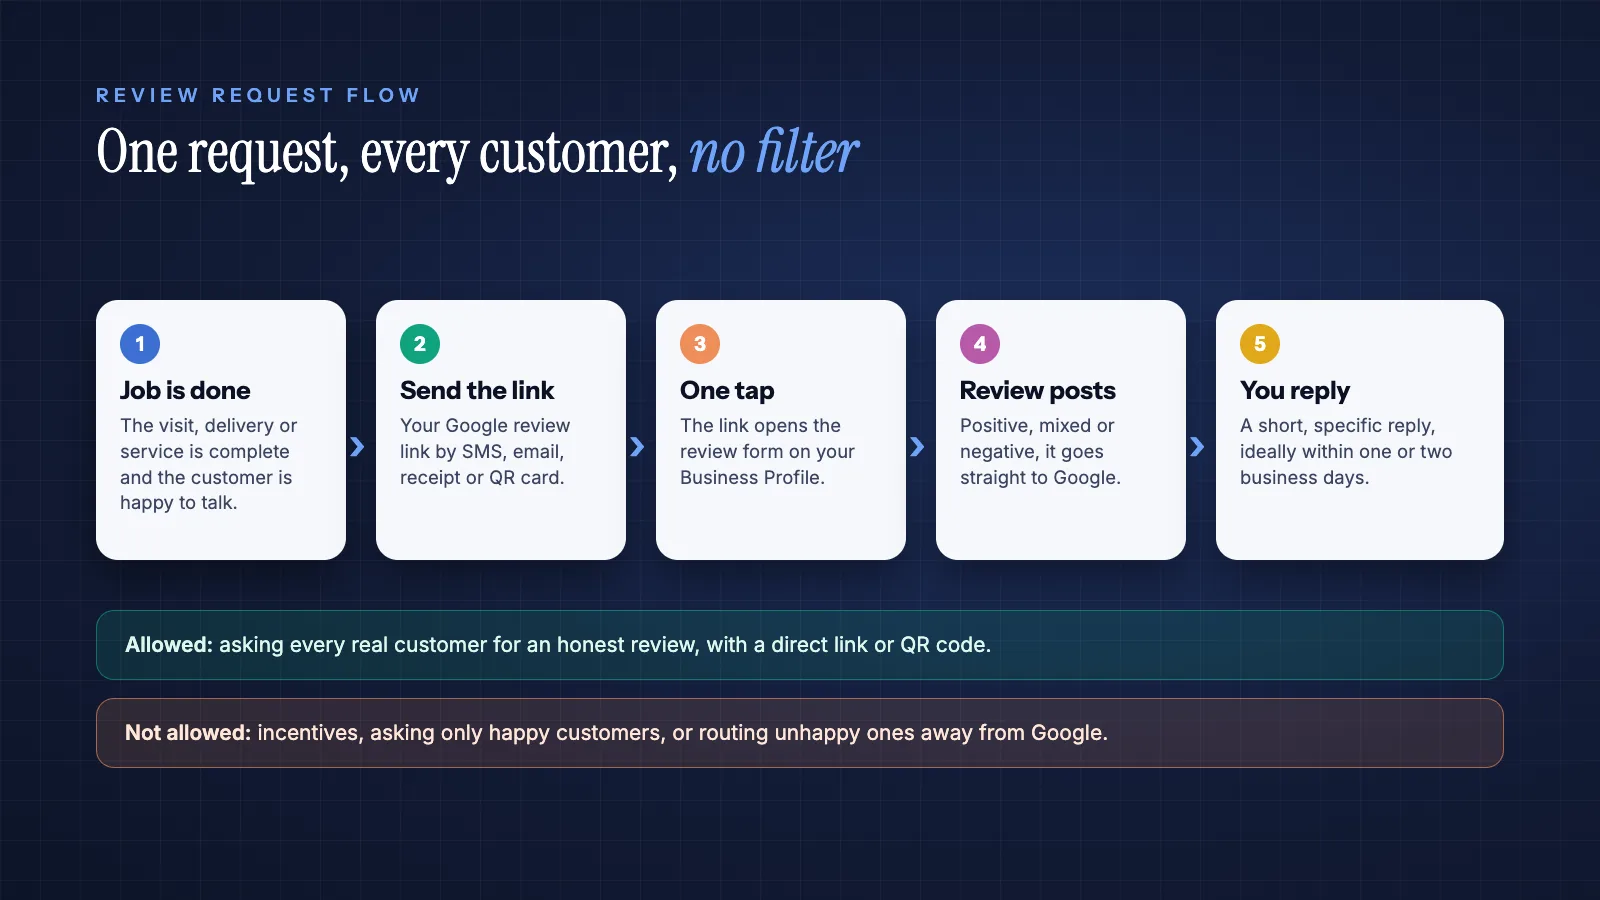 REVIEW REQUEST FLOW
One request, every customer, no filter
1
Job is done
The visit, delivery or
service is complete
and the customer is
happy to talk.
2
Send the link
Your Google review
link by SMS, email,
receipt or QR card.
3
One tap
The link opens the
review form on your
Business Profile.
4
Review posts
Positive, mixed or
negative, it goes
straight to Google.
5
You reply
A short, specific reply,
ideally within one or two
business days.
Allowed: asking every real customer for an honest review, with a direct link or QR code.
Not allowed: incentives, asking only happy customers, or routing unhappy ones away from Google.